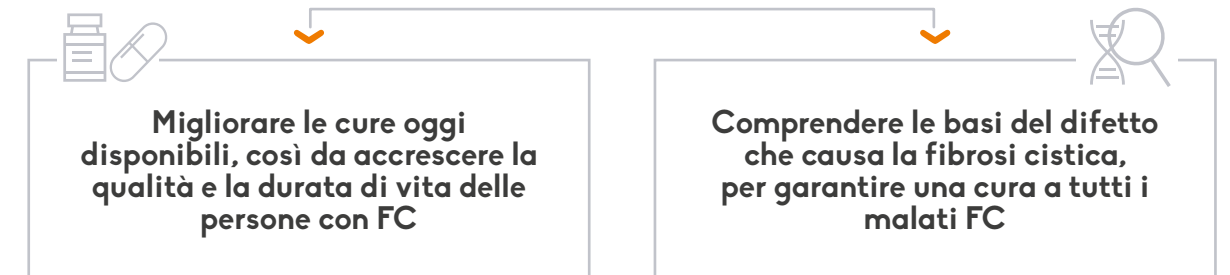 Migliorare le cure oggi
disponibili, così da accrescere la
qualità e la durata di vita delle
persone con FC
Comprendere le basi del difetto
che causa la fibrosi cistica,
per garantire una cura a tutti i
malati FC